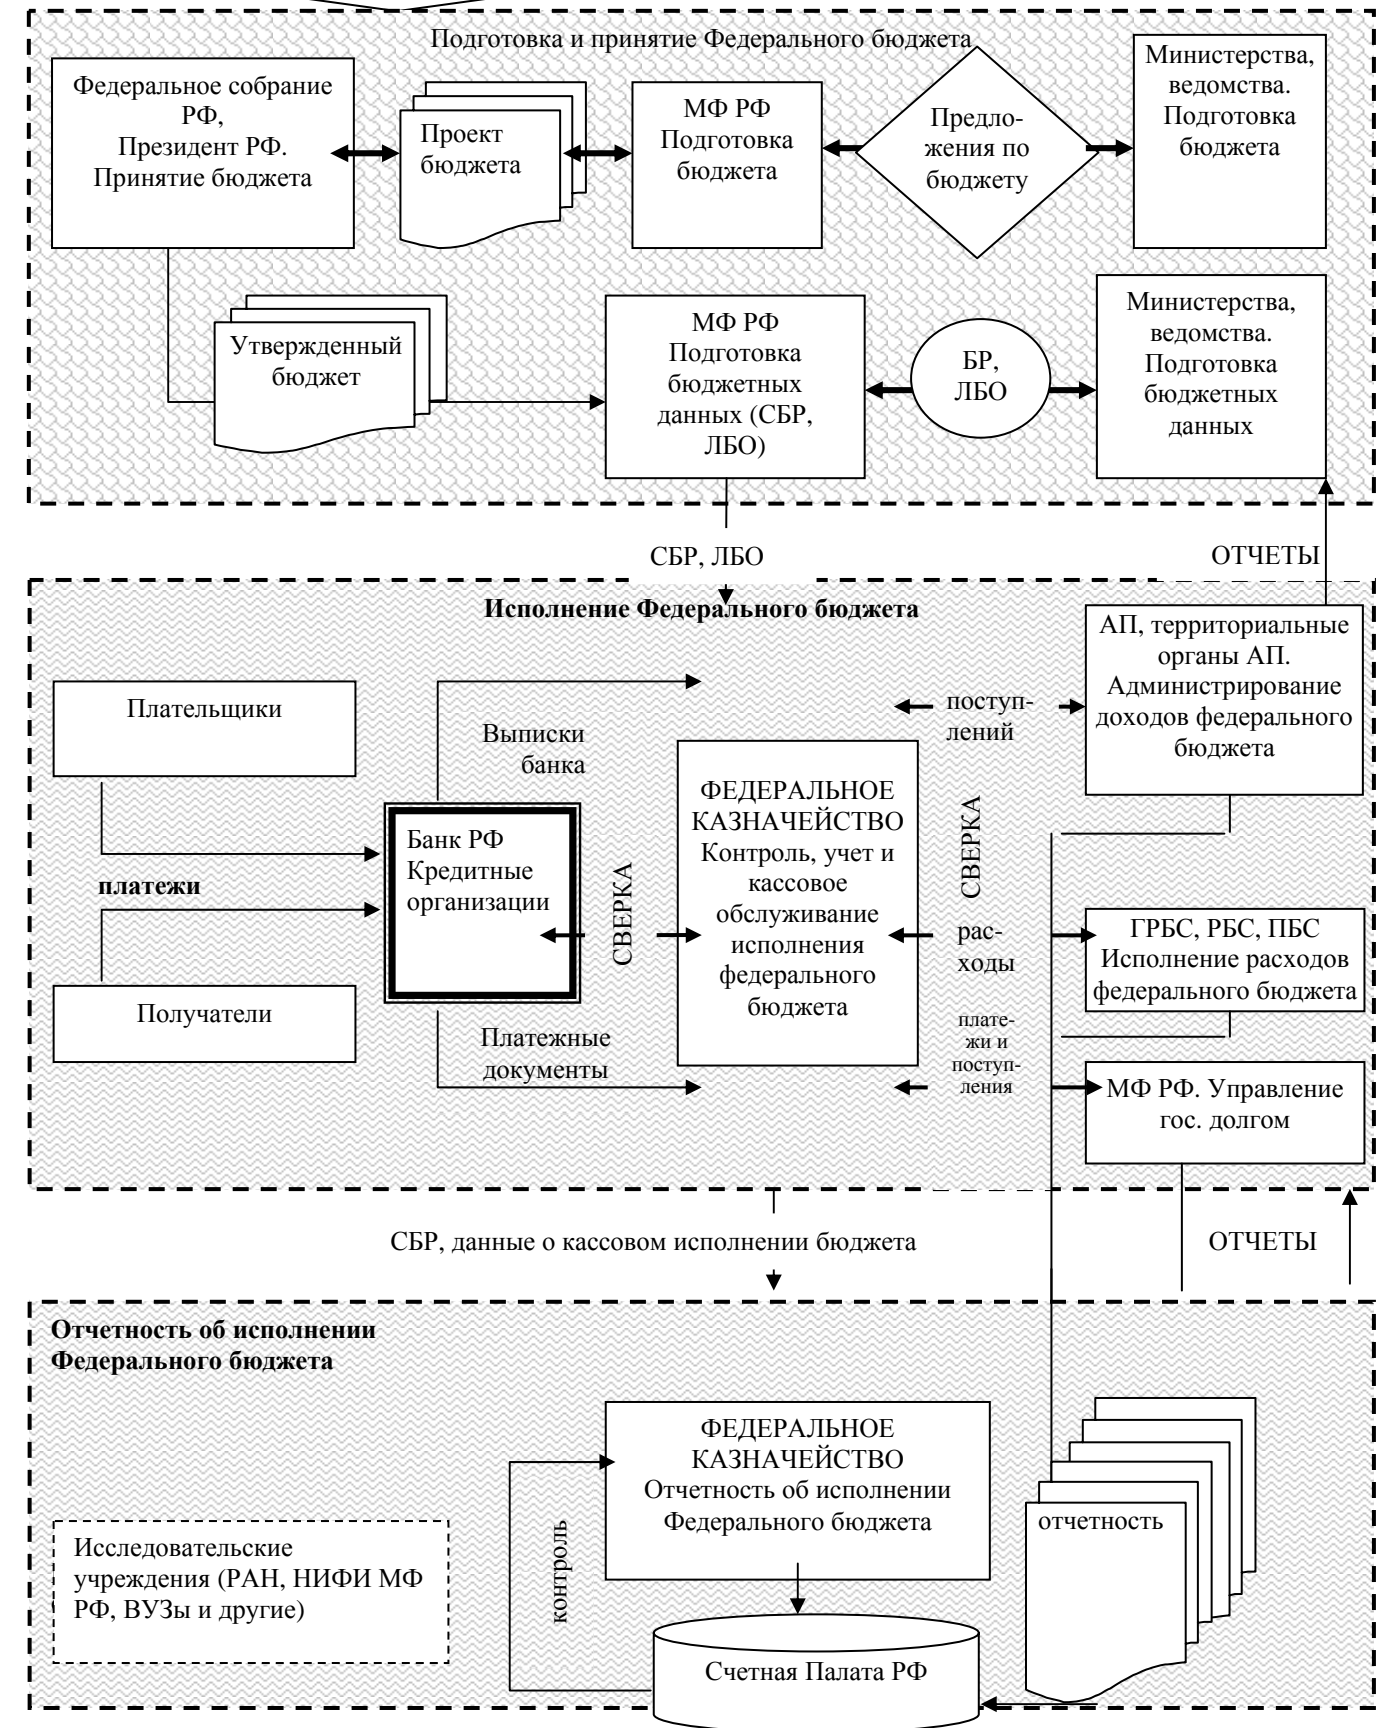 Подготовка и принятие Федерального бюджета
Федеральное собрание
РФ,
Президент РФ.
Принятие бюджета
Проект
бюджета
МФ РФ
Подготовка
бюджета
Предло-
жения по
бюджету
Министерства,
ведомства.
Подготовка
бюджета
Утвержденный
бюджет
МФ РФ
Подготовка
бюджетных
данных (СБР,
ЛБО)
БР,
ЛБО
Министерства,
ведомства.
Подготовка
бюджетных
данных
СБР, ЛБО
ОТЧЕТЫ
Исполнение Федерального бюджета
Плательщики
Выписки
банка
поступ-
лений
АП, территориальные
органы АП.
Администрирование
доходов федерального
бюджета
платежи
Банк РФ
Кредитные
организации
СВЕРКА
ФЕДЕРАЛЬНОЕ
КАЗНАЧЕЙСТВО
Контроль, учет и
кассовое
обслуживание
исполнения
федерального
бюджета
СВЕРКА
рас-
ходы
ГРБС, РБС, ПБС
Исполнение расходов
федерального бюджета
Получатели
Платежные
документы
плате-
жи и
поступ-
ления
МФ РФ. Управление
гос. долгом
СБР, данные о кассовом исполнении бюджета
ОТЧЕТЫ
Отчетность об исполнении
Федерального бюджета
ФЕДЕРАЛЬНОЕ
КАЗНАЧЕЙСТВО
Отчетность об исполнении
Федерального бюджета
отчетность
контроль
Исследовательские
учреждения (РАН, НИФИ МФ
РФ, ВУЗы и другие)
Счетная Палата РФ